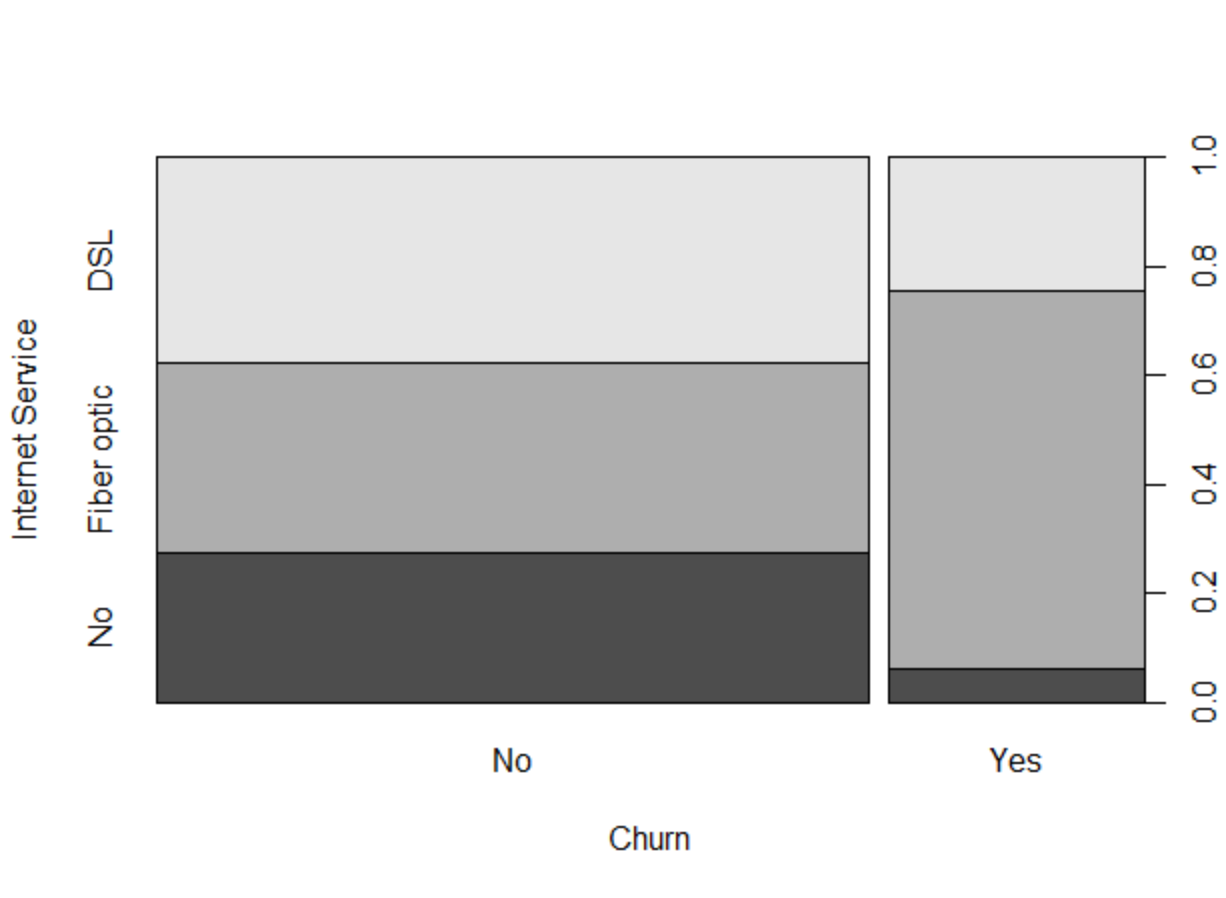 Internet Service
DSL
Fiber optic
No
1.0
0.8
0.6
0.4
0.2
0.0
No
Yes
Churn